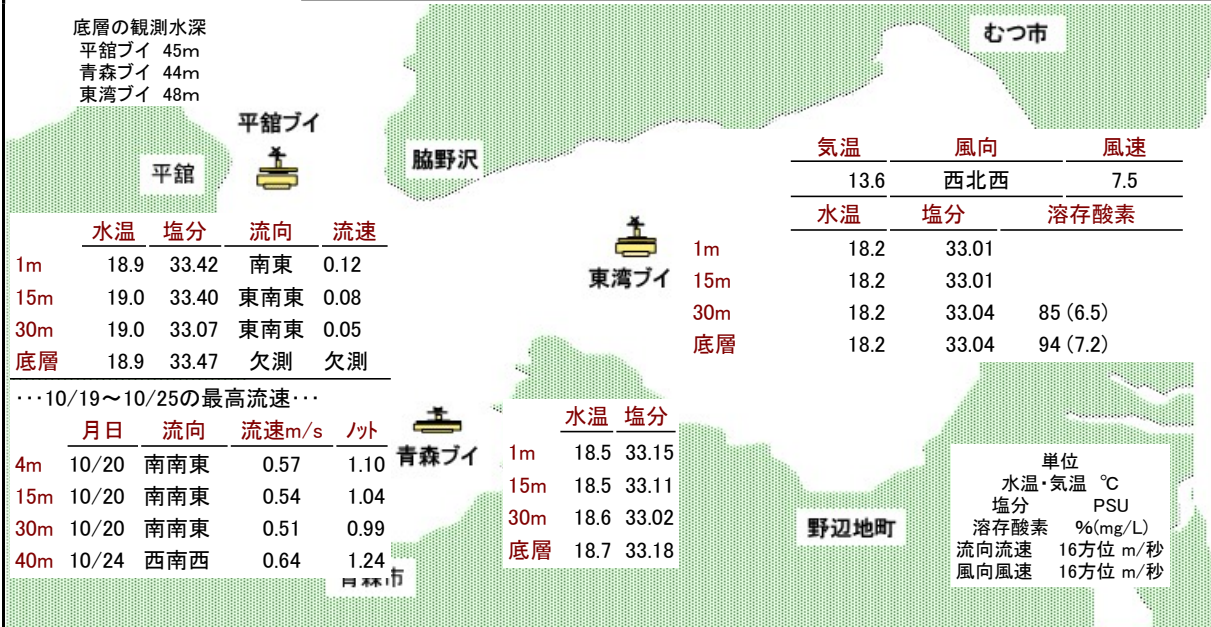 底層の観測水深
平舘ブイ 45m
青森ブイ 44m
東湾ブイ 48m
むつ市
平舘ブイ
平舘
脇野沢
気温 風向 風速
13.6 西北西 7.5
水温 塩分 溶存酸素
1m 18.2 33.01
15m 18.2 33.01
30m 18.2 33.04 85 (6.5)
底層 18.2 33.04 94 (7.2)
東湾ブイ
水温 塩分 流向 流速
1m 18.9 33.42 南東 0.12
15m 19.0 33.40 東南東 0.08
30m 19.0 33.07 東南東 0.05
底層 18.9 33.47 欠測 欠測
・・・10/19～10/25の最高流速・・・
月日 流向 流速m/s ノット
4m 10/20 南南東 0.57 1.10
15m 10/20 南南東 0.54 1.04
30m 10/20 南南東 0.51 0.99
40m 10/24 西南西 0.64 1.24
青森ブイ
水温 塩分
1m 18.5 33.15
15m 18.5 33.11
30m 18.6 33.02
底層 18.7 33.18
青森市
野辺地町
単位
水温・気温 ℃
塩分 PSU
溶存酸素 %(mg/L)
流向流速 16方位 m/秒
風向風速 16方位 m/秒